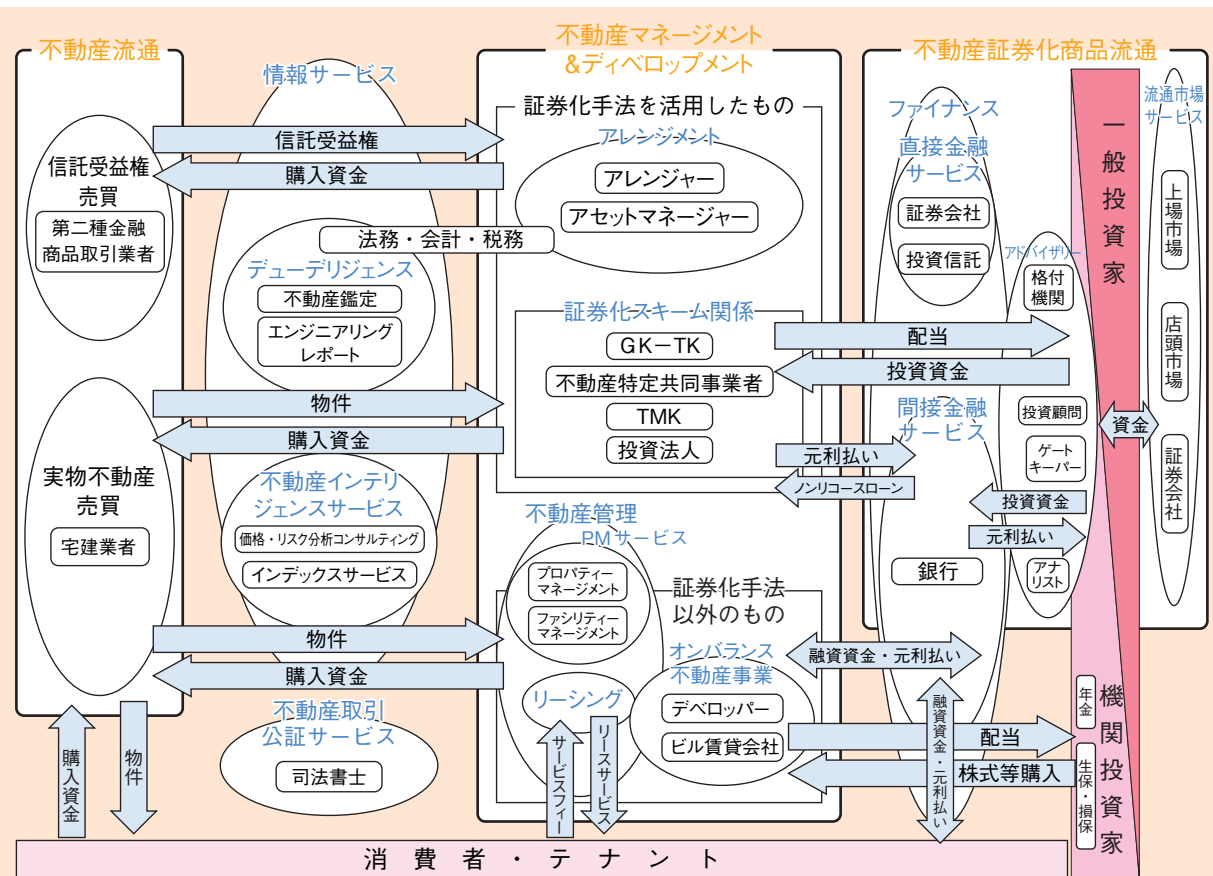 不動産流通
信託受益権
売買
第二種金融
商品取引業者
実物不動産
売買
宅建業者
情報サービス
信託受益権
購入資金
法務・会計・税務
デューデリジェンス
不動産鑑定
エンジニアリング
レポート
物件
購入資金
不動産インテリ
ジェンスサービス
価格・リスク分析コンサルティング
インデックスサービス
物件
購入資金
不動産取引
公証サービス
司法書士
購入資金
物件
不動産マネージメント
&ディベロップメント
証券化手法を活用したもの
アレンジメント
アレンジャー
アセットマネージャー
証券化スキーム関係
GK－TK
不動産特定共同事業者
TMK
投資法人
配当
投資資金
元利払い
ノンリコースローン
不動産管理
PMサービス
プロパティー
マネージメント
ファシリティー
マネージメント
証券化手法
以外のもの
リーシング
オンバランス
不動産事業
デベロッパー
ビル賃貸会社
サービスフィー
リースサービス
融資資金・元利払い
配当
株式等購入
融資資金・元利払い
不動産証券化商品流通
ファイナンス
直接金融
サービス
証券会社
投資信託
間接金融
サービス
銀行
アドバイザリー
格付
機関
投資顧問
ゲート
キーパー
投資資金
元利払い
アナ
リスト
一般投資家
資金
流通市場
サービス
上場市場
店頭市場
証券会社
年金
生保・損保
機関投資家
消費者・テナント